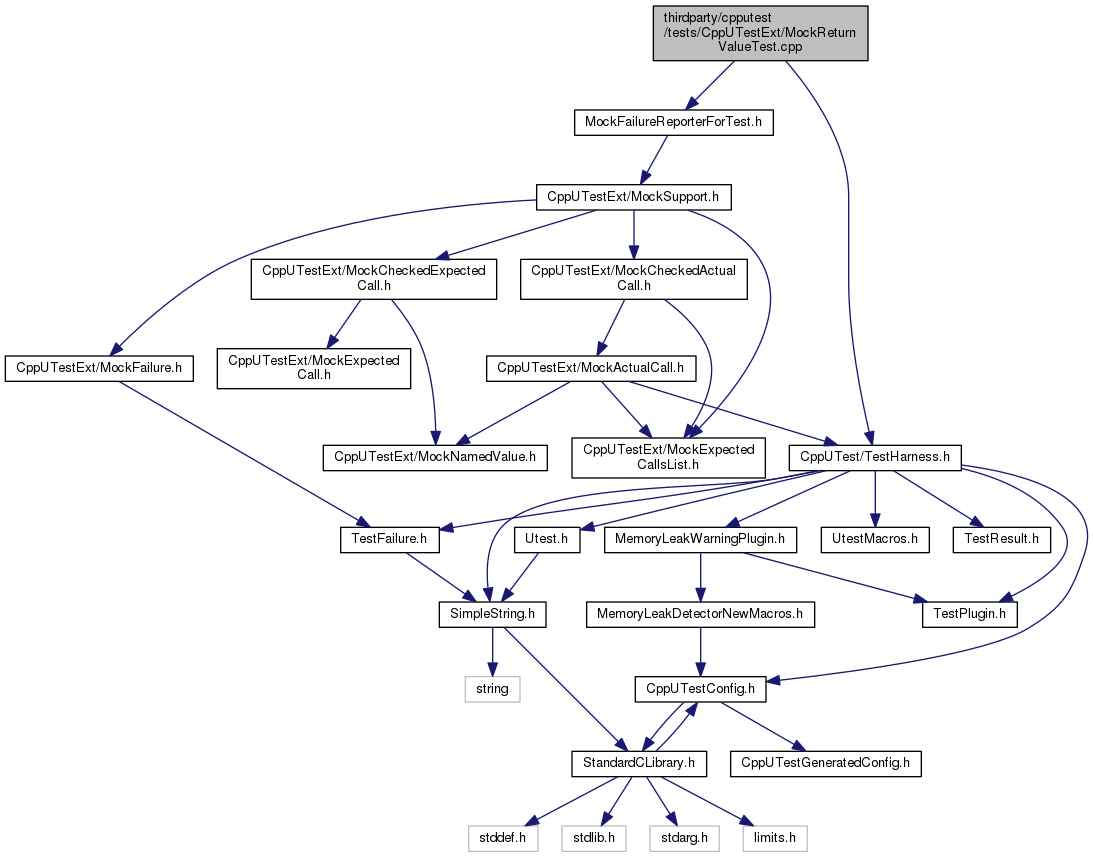 thirdparty/cpputest
/tests/CppUTestExt/MockReturn
ValueTest.cpp
MockFailureReporterForTest.h
CppUTestExt/MockSupport.h
CppUTestExt/MockCheckedExpected
Call.h
CppUTestExt/MockCheckedActual
Call.h
CppUTestExt/MockFailure.h
CppUTestExt/MockExpected
Call.h
CppUTestExt/MockActualCall.h
CppUTestExt/MockNamedValue.h
CppUTestExt/MockExpected
CallsList.h
CppUTest/TestHarness.h
TestFailure.h
Utest.h
MemoryLeakWarningPlugin.h
UtestMacros.h
TestResult.h
SimpleString.h
MemoryLeakDetectorNewMacros.h
TestPlugin.h
string
CppUTestConfig.h
StandardCLibrary.h
CppUTestGeneratedConfig.h
stddef.h
stdlib.h
stdarg.h
limits.h